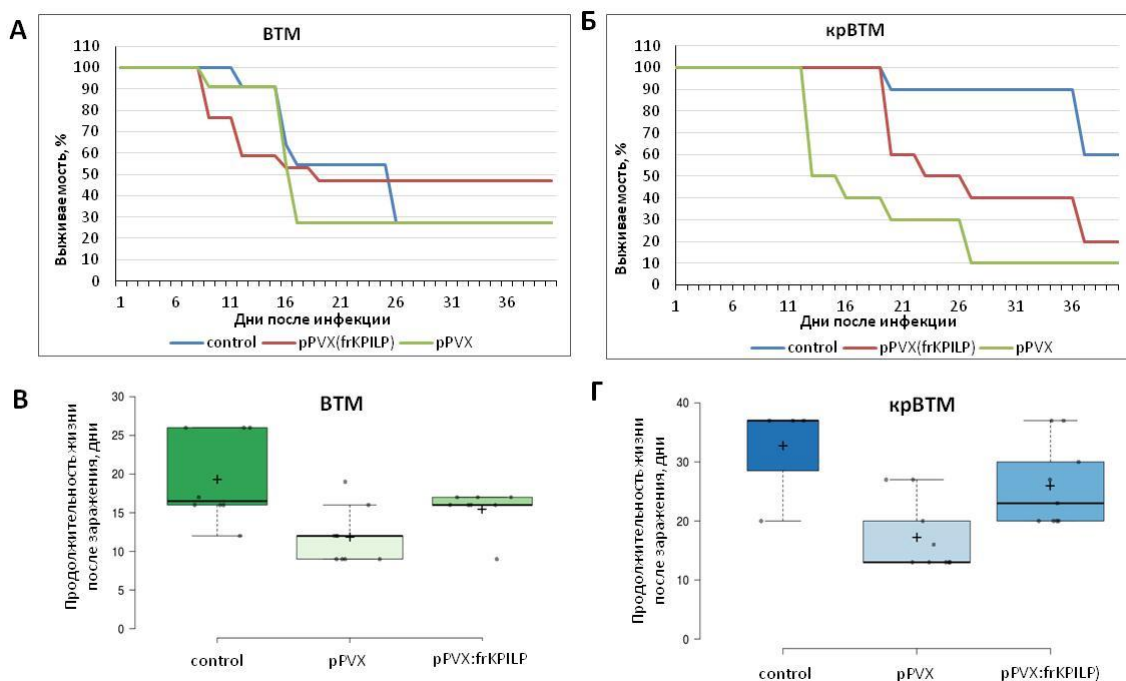 А
ВТМ
Выживаемость, %
110
100
90
80
70
60
50
40
30
20
10
0
1 6 11 16 21 26 31 36
Дни после инфекции
control pPVX(frKPILP) pPVX
Б
крВТМ
Выживаемость, %
110
100
90
80
70
60
50
40
30
20
10
0
1 6 11 16 21 26 31 36
Дни после инфекции
control pPVX(frKPILP) pPVX
В
ВТМ
Продолжительность жизни
после заражения, дни
30
25
20
15
10
5
0
control pPVX pPVX:frKPILP
Г
крВТМ
Продолжительность жизни
после заражения, дни
40
30
20
10
0
control pPVX pPVX:frKPILP)